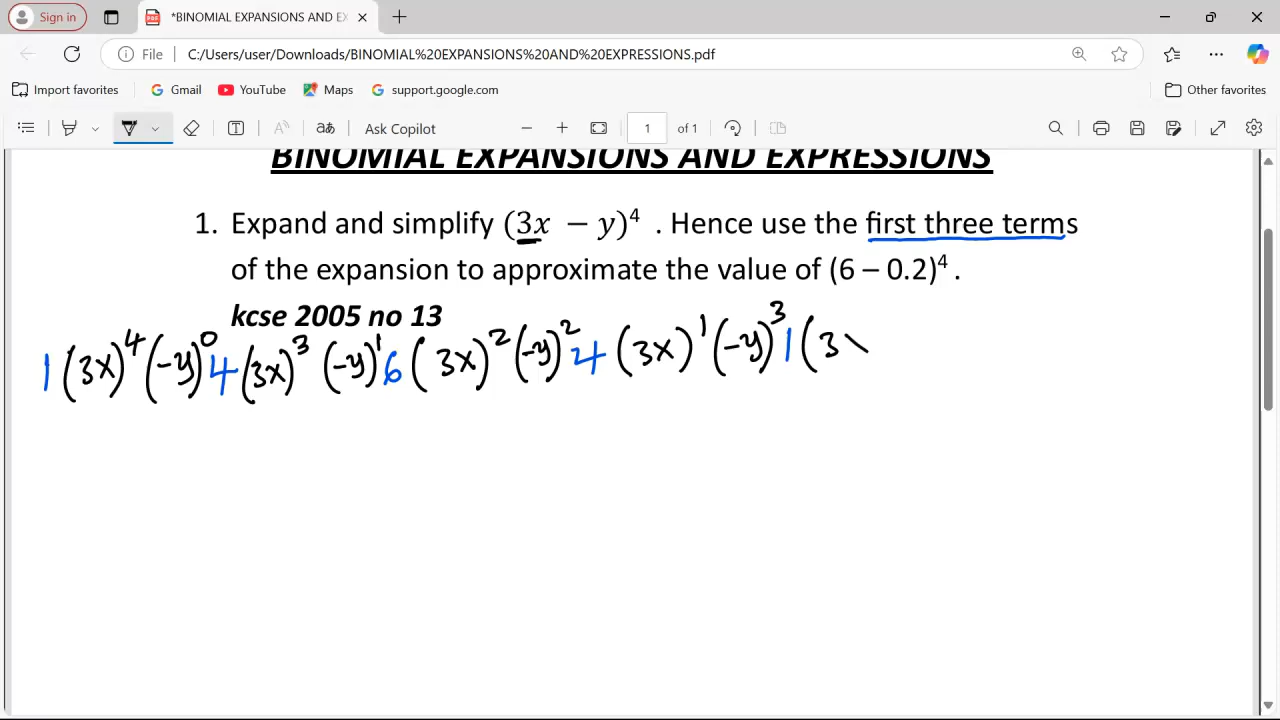 Sign in
*BINOMIAL EXPANSIONS AND EX
File
C:/Users/user/Downloads/BINOMIAL%20EXPANSIONS%20AND%20EXPRESSIONS.pdf
Import favorites
Gmail
YouTube
Maps
support.google.com
Other favorites
Ask Copilot
1 of 1
BINOMIAL EXPANSIONS AND EXPRESSIONS
1. Expand and simplify (3x − y)⁴ . Hence use the first three terms
of the expansion to approximate the value of (6 – 0.2)⁴ .
kcse 2005 no 13
1(3x)⁴(-y)⁰ 4(3x)³(-y)¹ 6(3x)²(-y)² 4(3x)¹(-y)³ 1(3